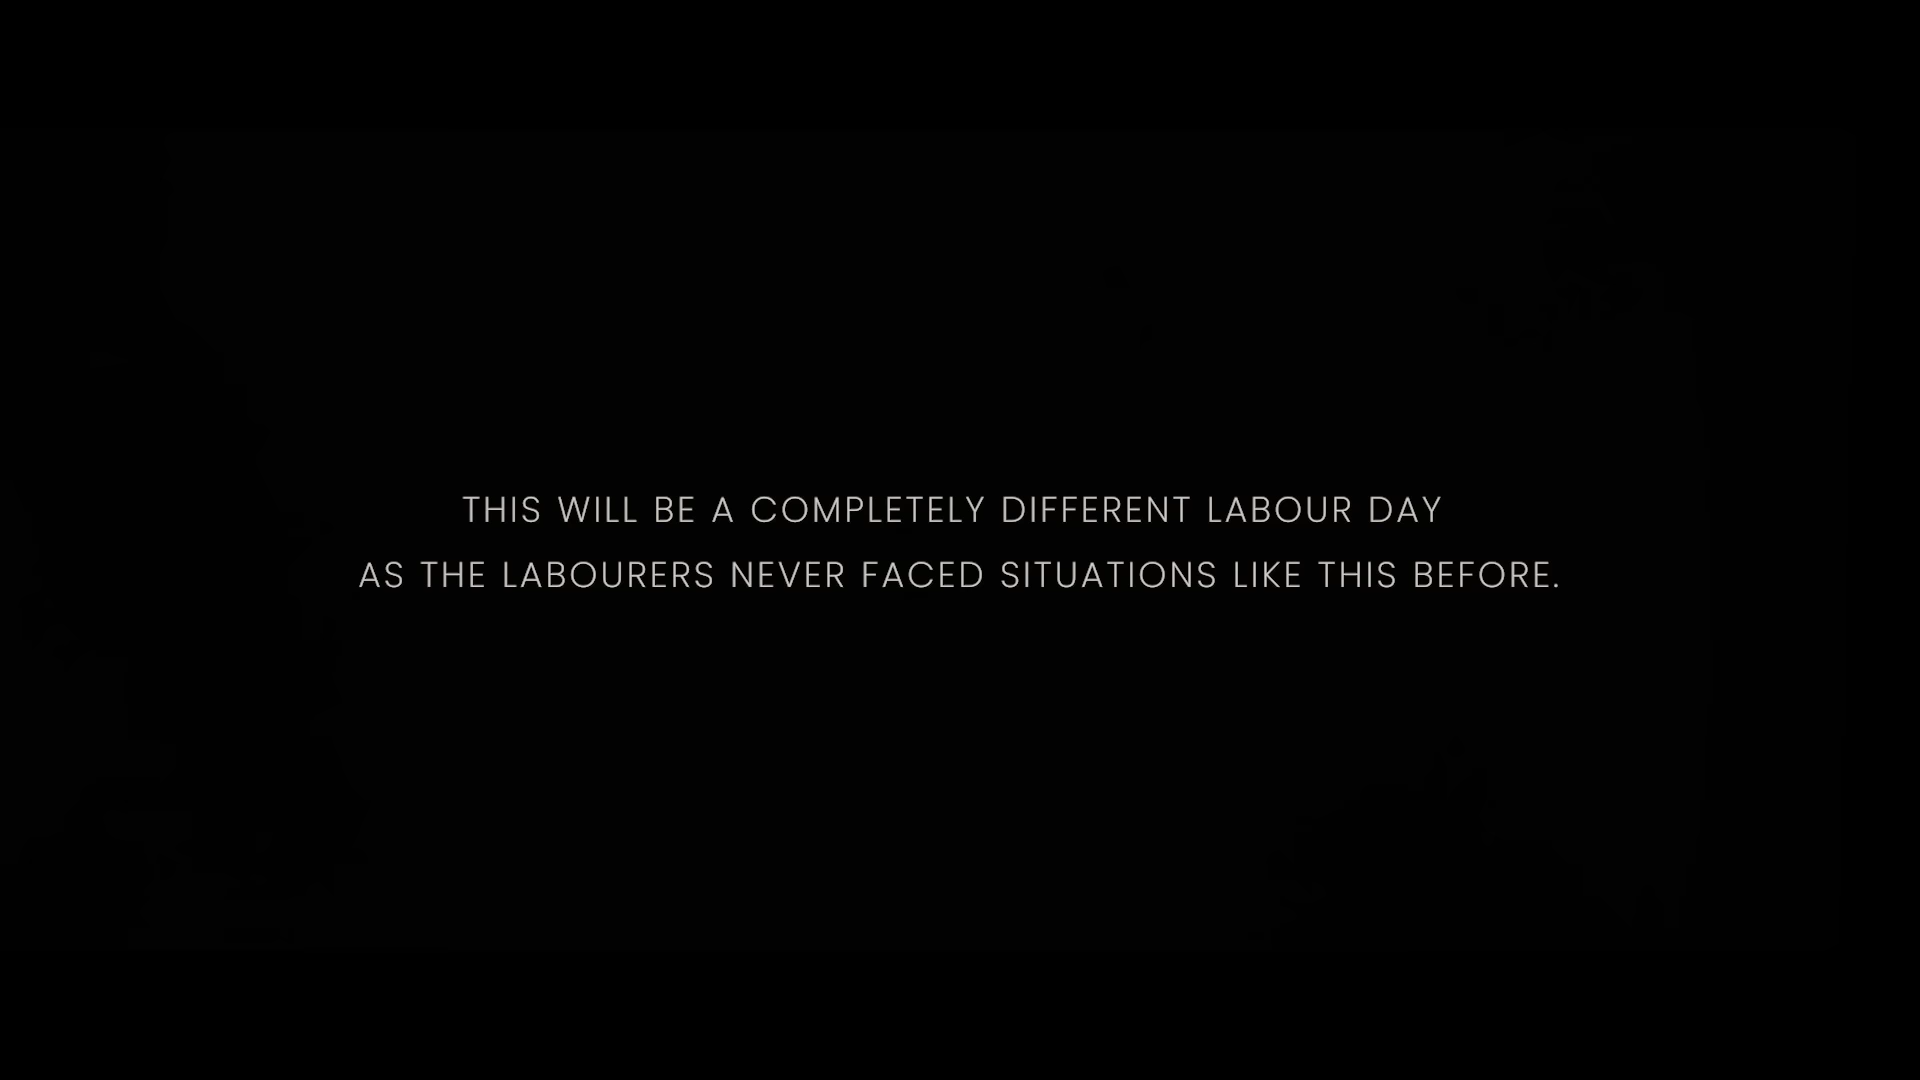 THIS WILL BE A COMPLETELY DIFFERENT LABOUR DAY
AS THE LABOURERS NEVER FACED SITUATIONS LIKE THIS BEFORE.